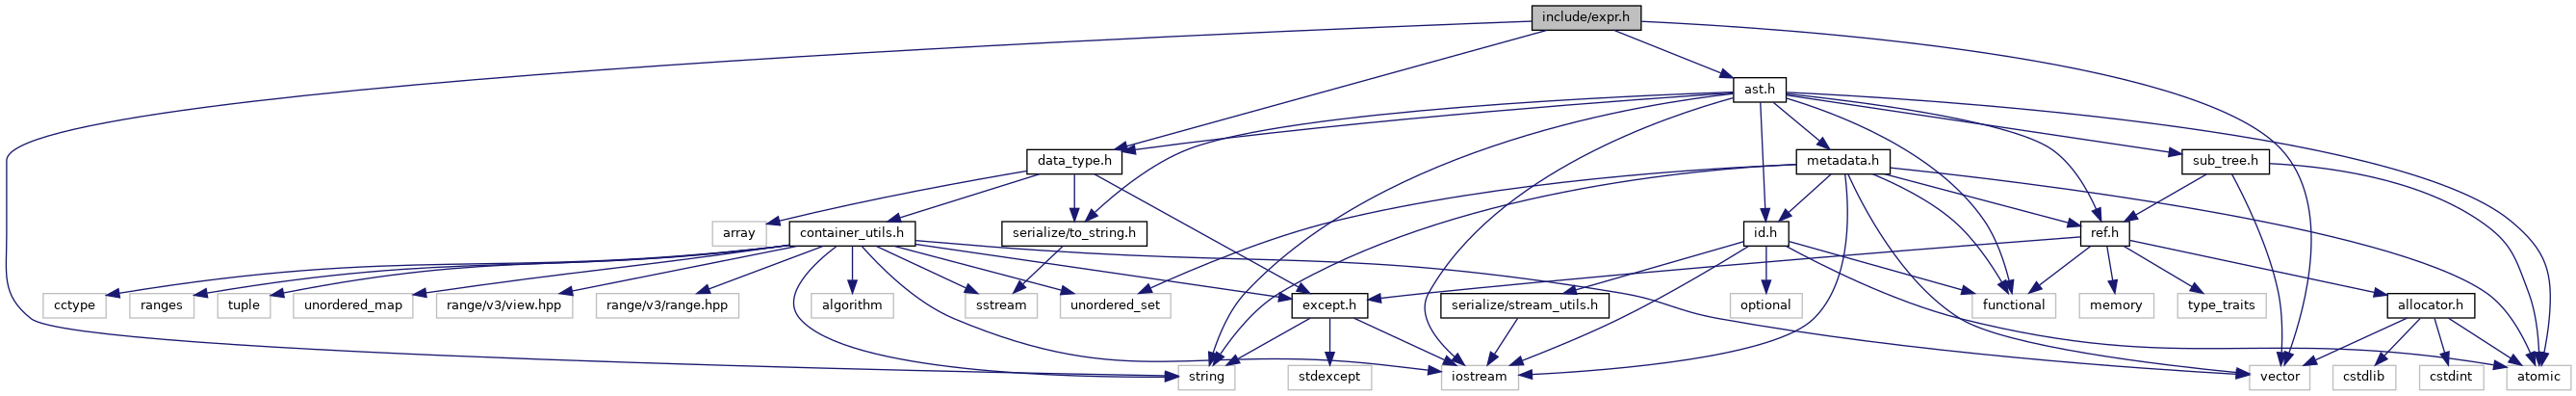 include/expr.h
ast.h
data_type.h
metadata.h
sub_tree.h
array
container_utils.h
serialize/to_string.h
id.h
ref.h
cctype
ranges
tuple
unordered_map
range/v3/view.hpp
range/v3/range.hpp
algorithm
sstream
unordered_set
except.h
serialize/stream_utils.h
optional
functional
memory
type_traits
allocator.h
string
stdexcept
iostream
vector
cstdlib
cstdint
atomic